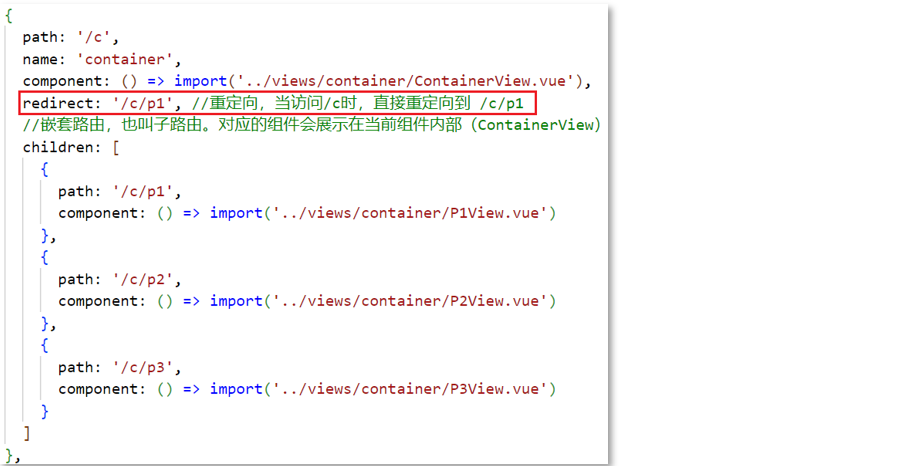 {
path: '/c',
name: 'container',
component: () => import('../views/container/ContainerView.vue'),
redirect: '/c/p1', //重定向，当访问/c时，直接重定向到 /c/p1
//嵌套路由，也叫子路由。对应的组件会展示在当前组件内部（ContainerView）
children: [
{
path: '/c/p1',
component: () => import('../views/container/P1View.vue')
},
{
path: '/c/p2',
component: () => import('../views/container/P2View.vue')
},
{
path: '/c/p3',
component: () => import('../views/container/P3View.vue')
}
]
},